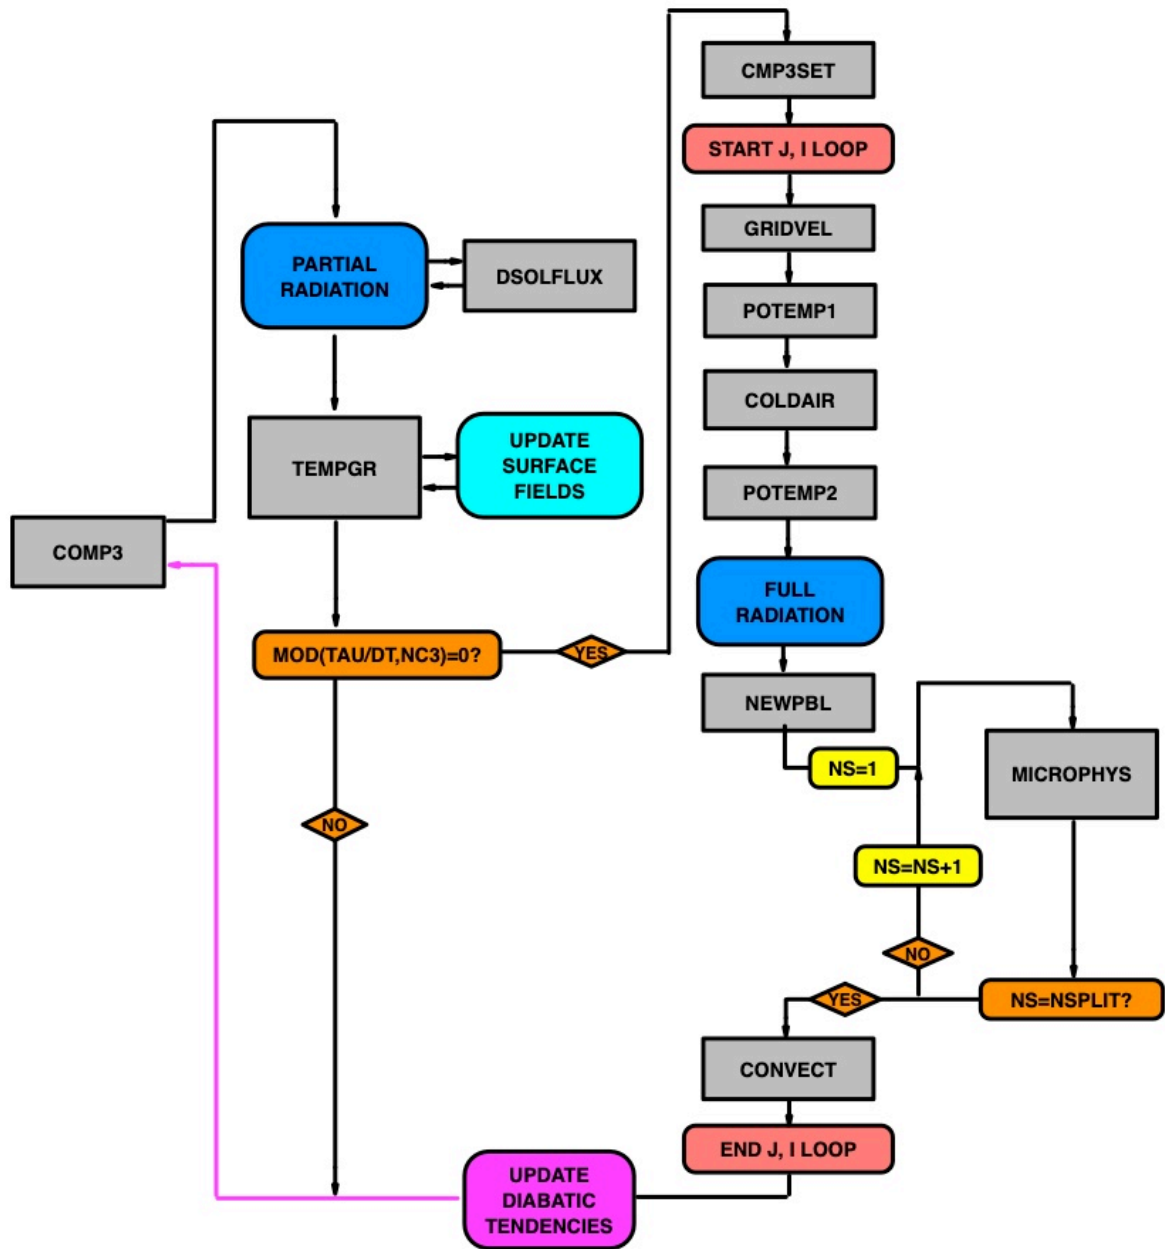 CMP3SET
START J, I LOOP
GRIDVEL
PARTIAL
RADIATION
DSOLFLUX
POTEMP1
COLDAIR
UPDATE
SURFACE
FIELDS
TEMPGR
POTEMP2
COMP3
FULL
RADIATION
MOD(TAU/DT,NC3)=0?
YES
NEWPBL
NS=1
MICROPHYS
NO
NS=NS+1
NO
YES
NS=NSPLIT?
CONVECT
END J, I LOOP
UPDATE
DIABATIC
TENDENCIES